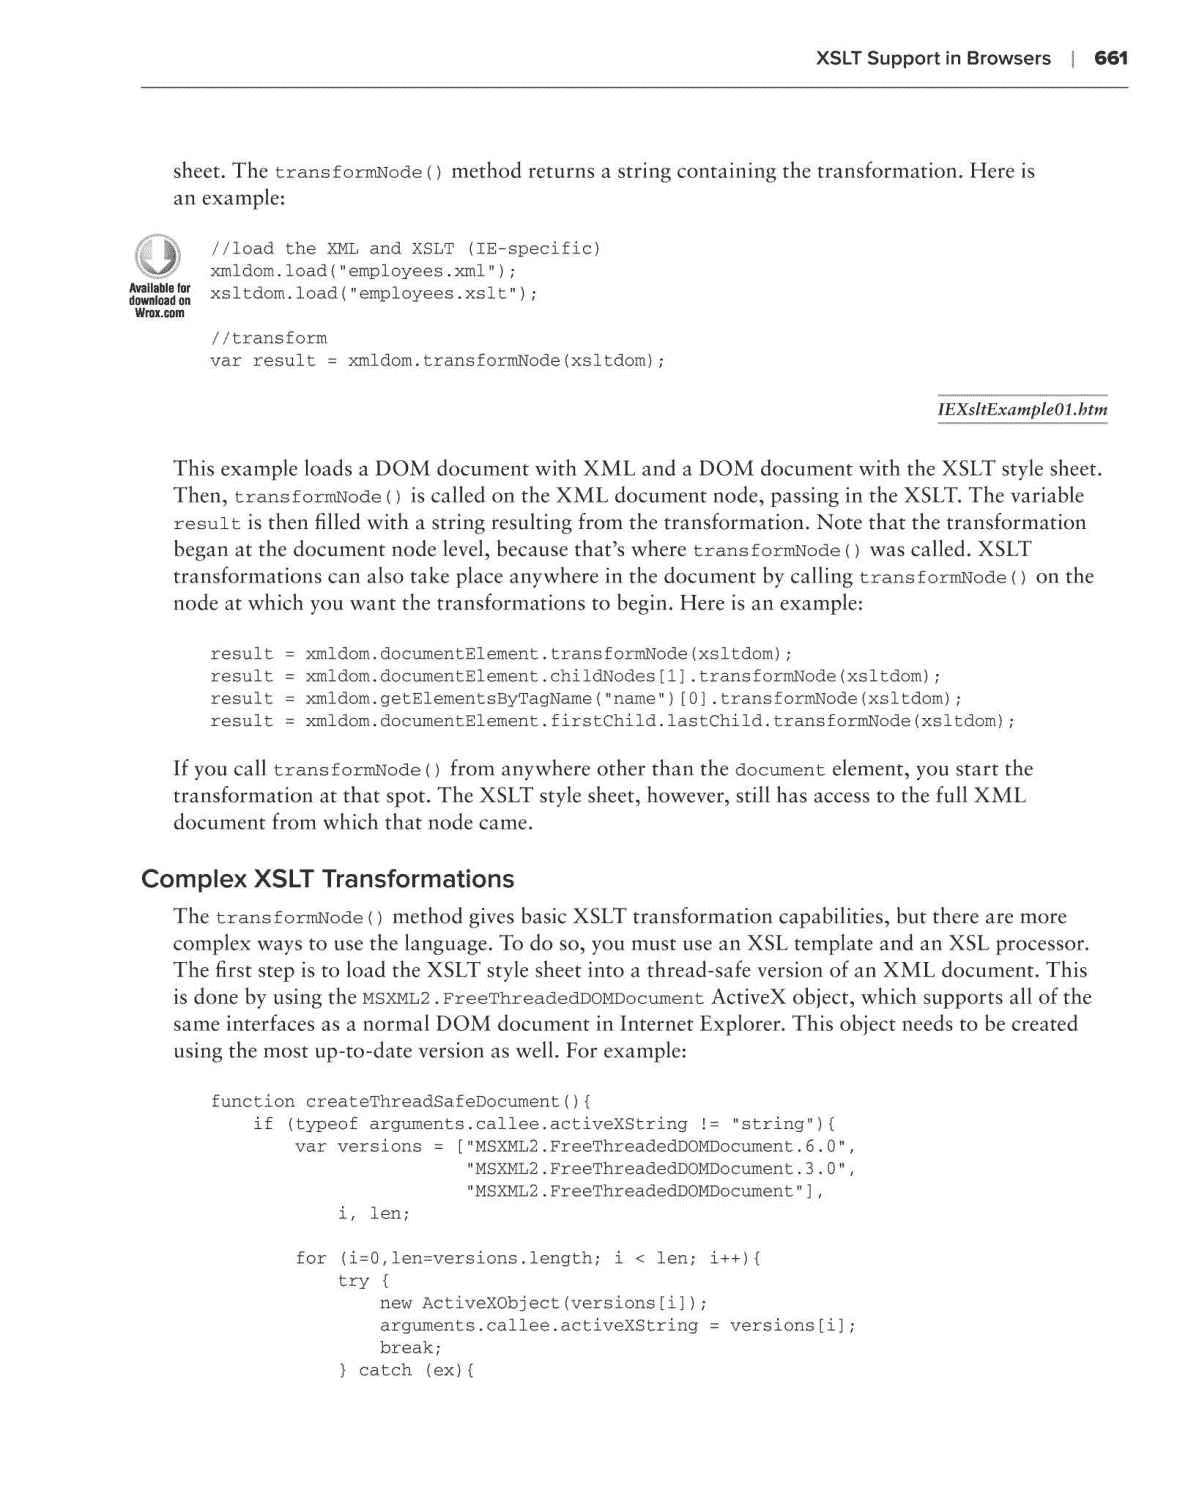 XSLT Support in Browsers | 661
sheet. The transformNode() method returns a string containing the transformation. Here is
an example:
//load the XML and XSLT (IE-specific)
xmldom.load("employees.xml");
xsltdom.load("employees.xslt");
Available for
download on
Wrox.com
//transform
var result = xmldom.transformNode(xsltdom);
IEXsltExample01.htm
This example loads a DOM document with XML and a DOM document with the XSLT style sheet.
Then, transformNode() is called on the XML document node, passing in the XSLT. The variable
result is then filled with a string resulting from the transformation. Note that the transformation
began at the document node level, because that’s where transformNode() was called. XSLT
transformations can also take place anywhere in the document by calling transformNode() on the
node at which you want the transformations to begin. Here is an example:
result = xmldom.documentElement.transformNode(xsltdom);
result = xmldom.documentElement.childNodes[1].transformNode(xsltdom);
result = xmldom.getElementsByTagName("name")[0].transformNode(xsltdom);
result = xmldom.documentElement.firstChild.lastChild.transformNode(xsltdom);
If you call transformNode() from anywhere other than the document element, you start the
transformation at that spot. The XSLT style sheet, however, still has access to the full XML
document from which that node came.
Complex XSLT Transformations
The transformNode() method gives basic XSLT transformation capabilities, but there are more
complex ways to use the language. To do so, you must use an XSL template and an XSL processor.
The first step is to load the XSLT style sheet into a thread-safe version of an XML document. This
is done by using the MSXML2.FreeThreadedDOMDocument ActiveX object, which supports all of the
same interfaces as a normal DOM document in Internet Explorer. This object needs to be created
using the most up-to-date version as well. For example:
function createThreadSafeDocument(){
    if (typeof arguments.callee.activeXString != "string"){
        var versions = ["MSXML2.FreeThreadedDOMDocument.6.0",
                        "MSXML2.FreeThreadedDOMDocument.3.0",
                        "MSXML2.FreeThreadedDOMDocument"],
            i, len;
        for (i=0,len=versions.length; i < len; i++){
            try {
                new ActiveXObject(versions[i]);
                arguments.callee.activeXString = versions[i];
                break;
            } catch (ex){